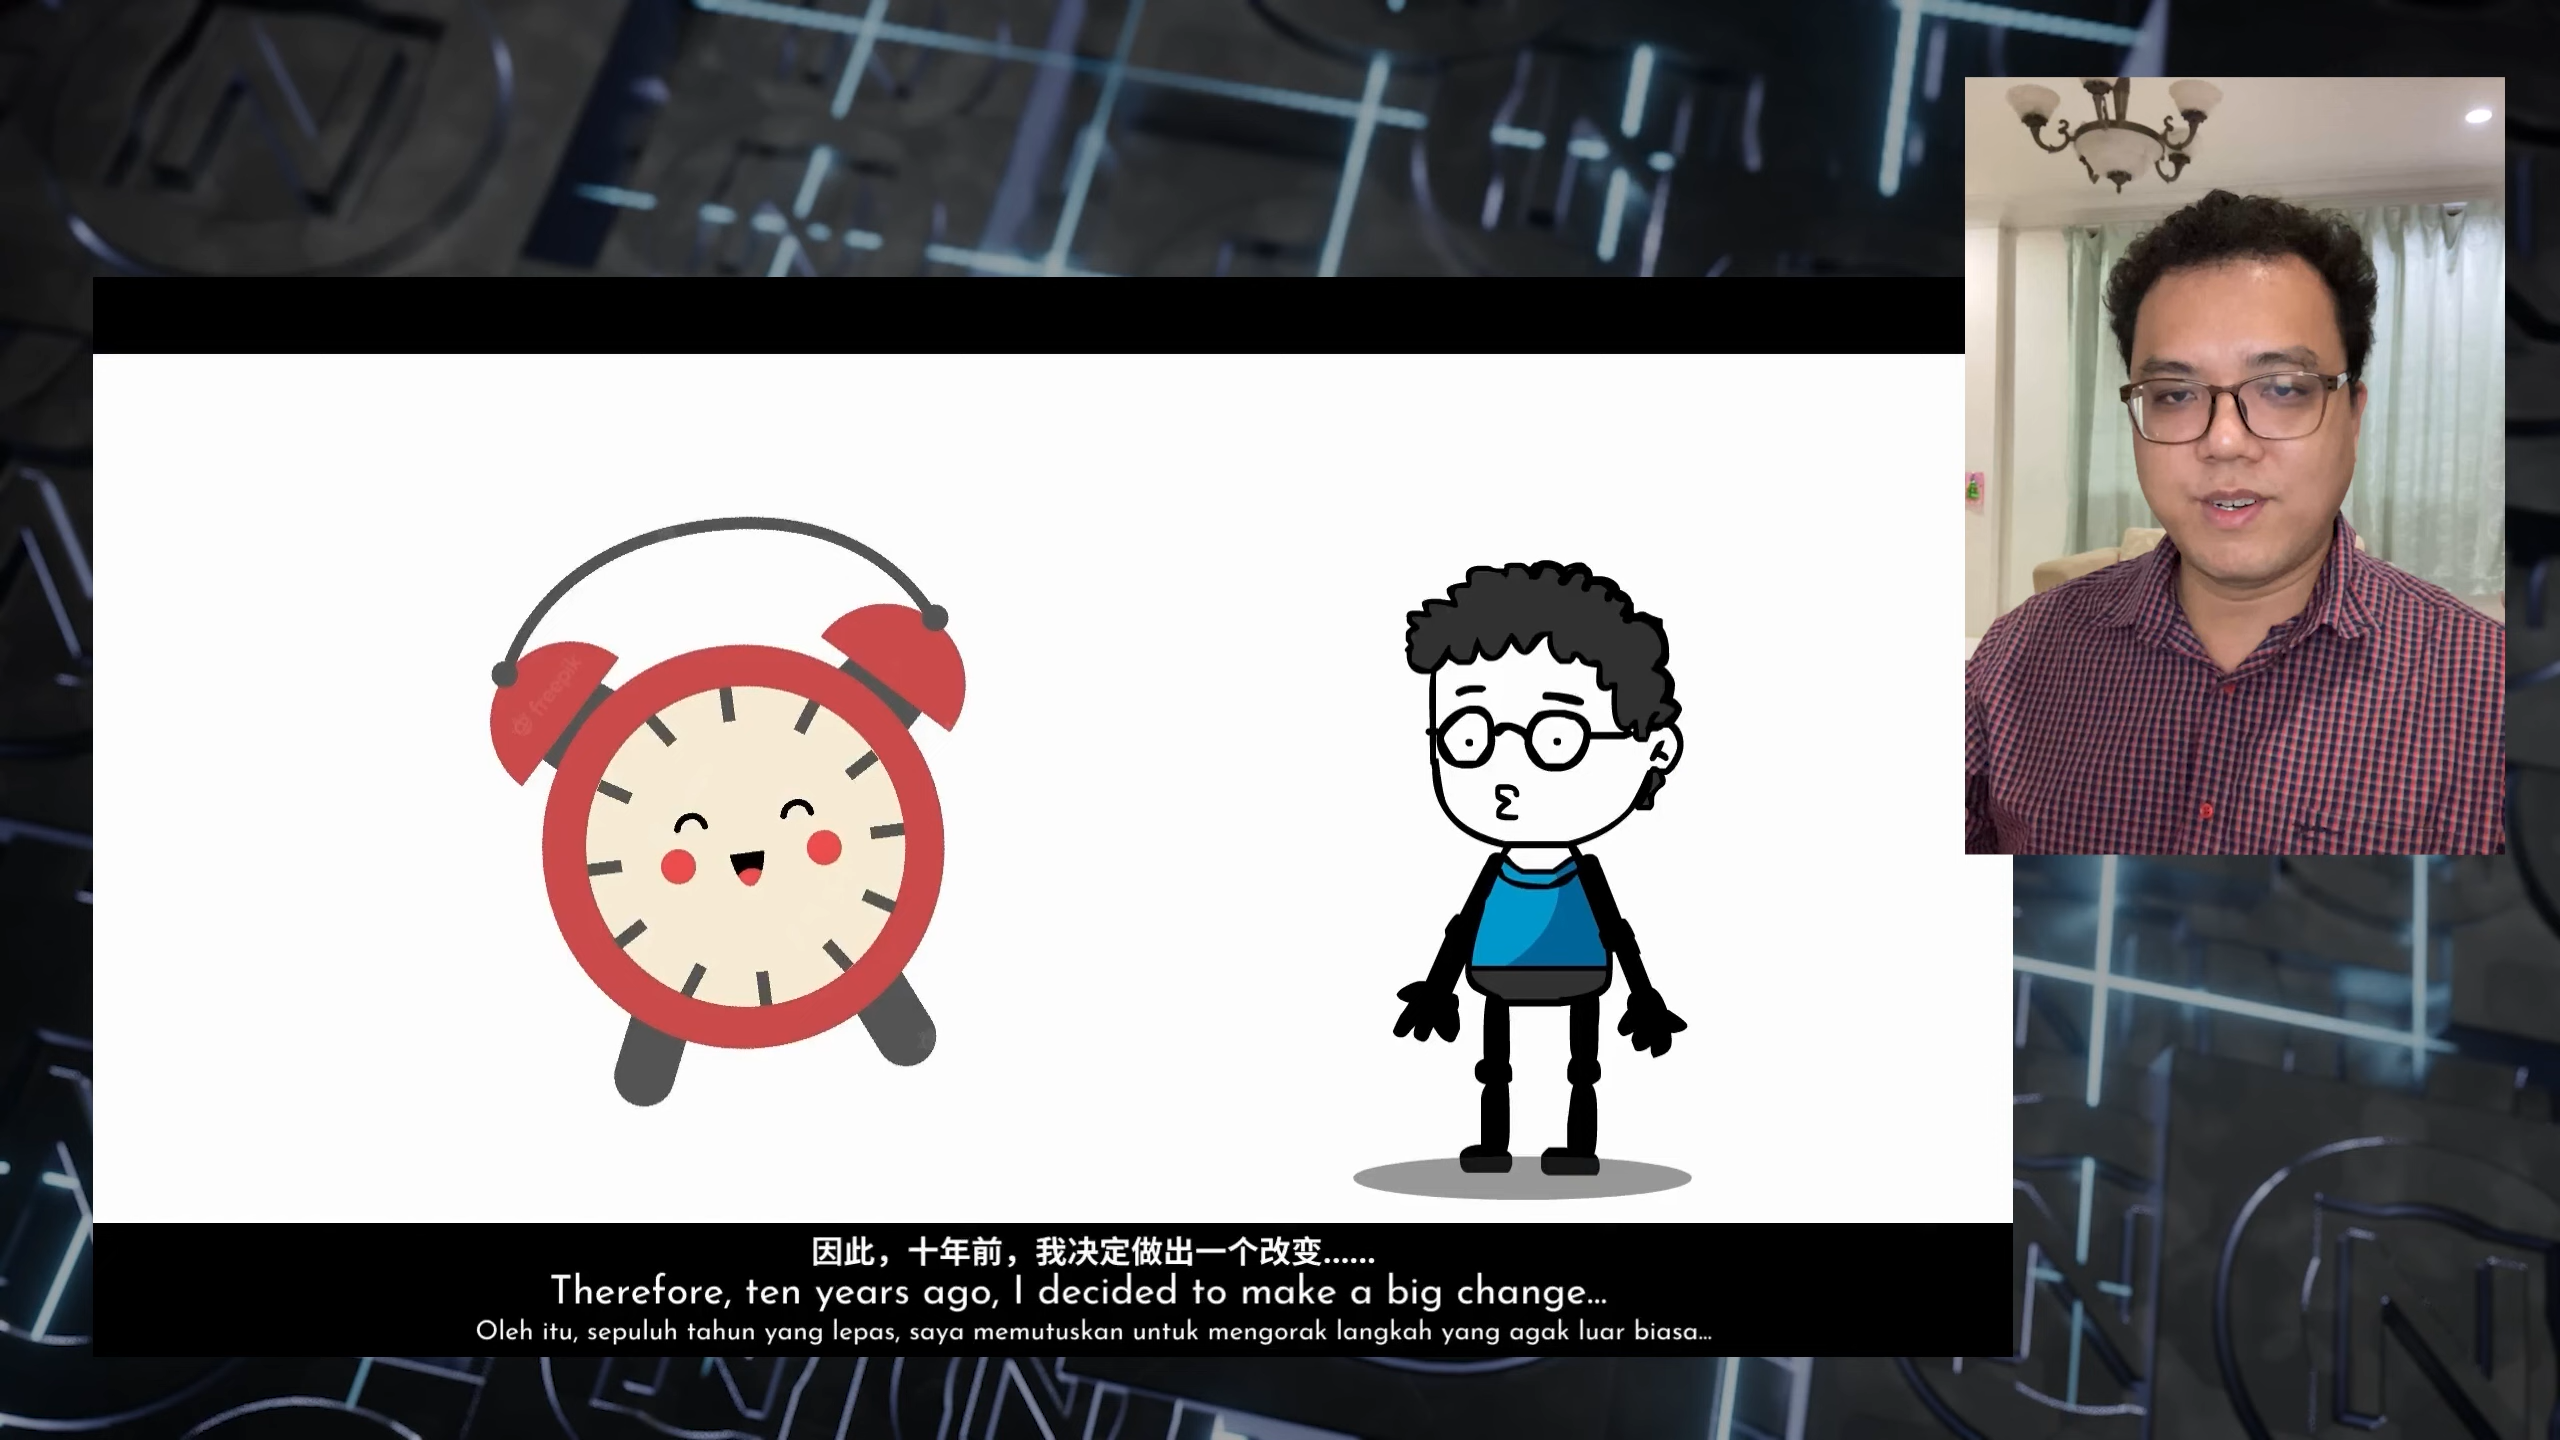 freepik
因此，十年前，我决定做出一个改变......
Therefore, ten years ago, I decided to make a big change...
Oleh itu, sepuluh tahun yang lepas, saya memutuskan untuk mengorak langkah yang agak luar biasa...